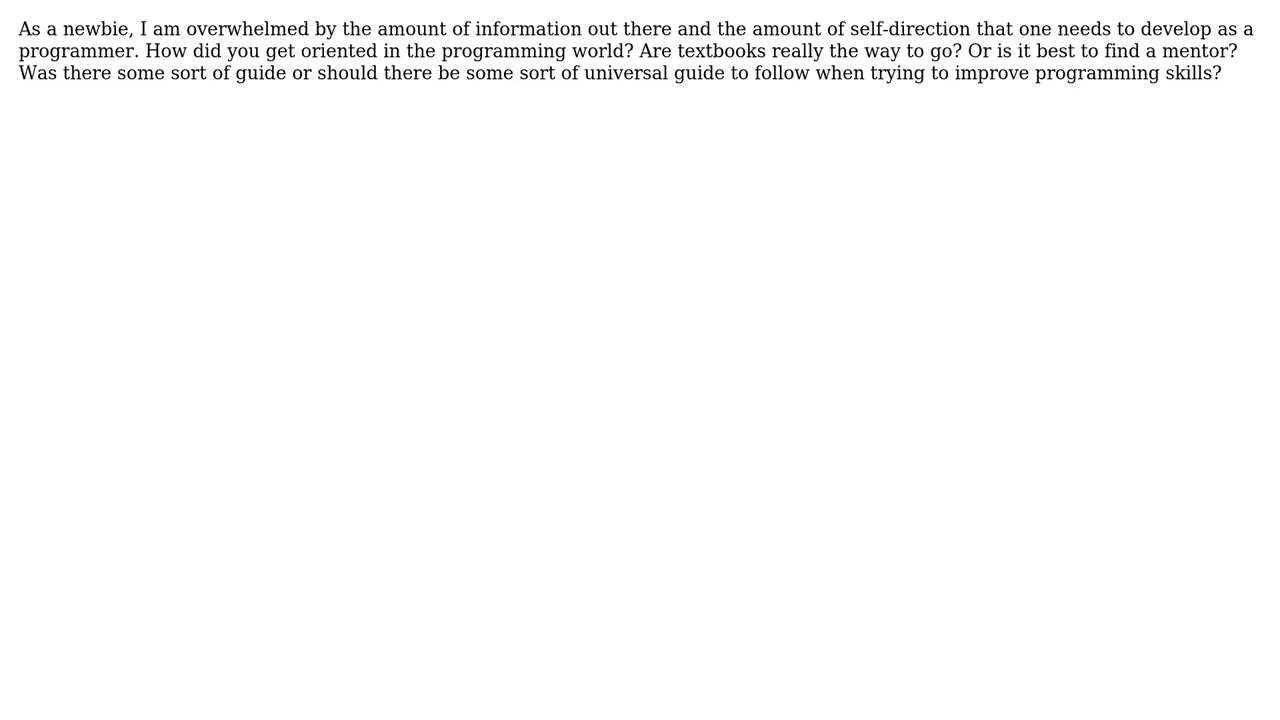 As a newbie, I am overwhelmed by the amount of information out there and the amount of self-direction that one needs to develop as a
programmer. How did you get oriented in the programming world? Are textbooks really the way to go? Or is it best to find a mentor?
Was there some sort of guide or should there be some sort of universal guide to follow when trying to improve programming skills?